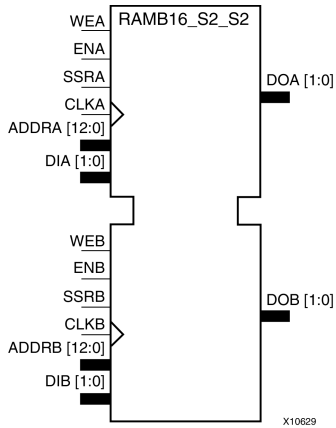 RAMB16_S2_S2
WEA
ENA
SSRA
CLKA
ADDRA [12:0]
DIA [1:0]
DOA [1:0]
WEB
ENB
SSRB
CLKB
ADDRB [12:0]
DIB [1:0]
DOB [1:0]
X10629